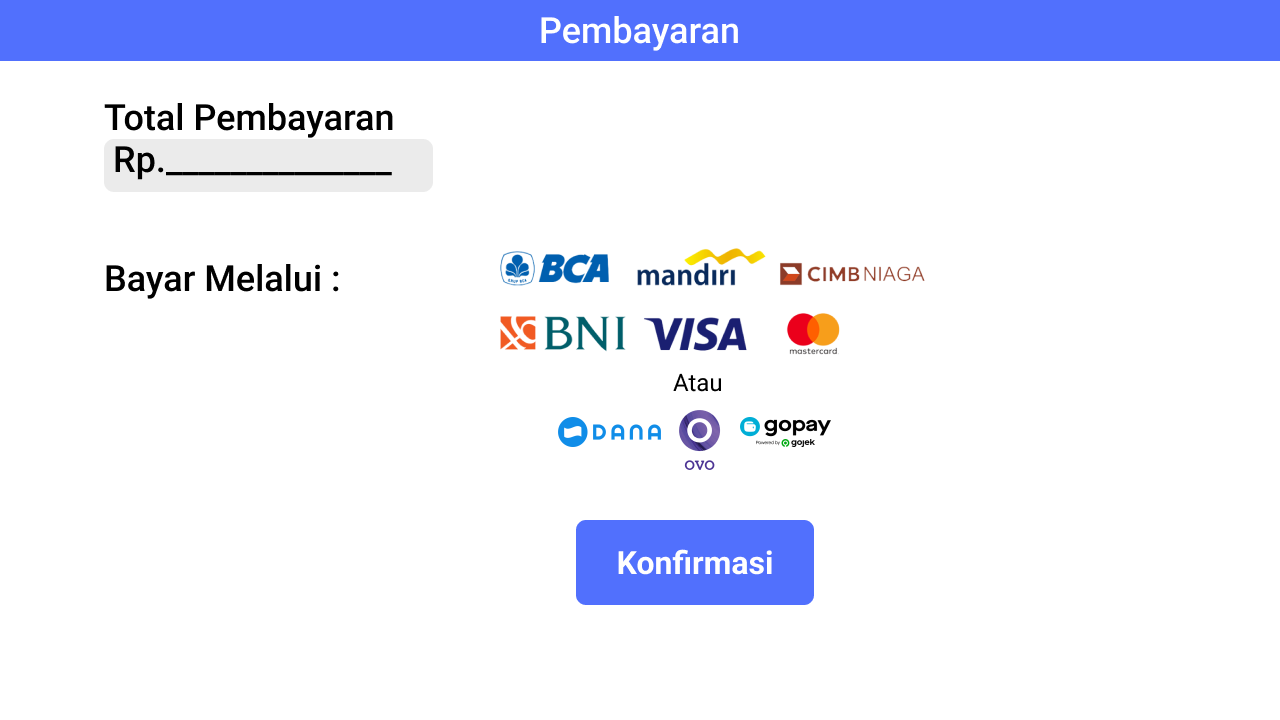 Pembayaran
Total Pembayaran
Rp.______________
Bayar Melalui :
BCA mandiri CIMB NIAGA
BNI VISA mastercard
Atau
DANA OVO gopay
Powered by gojek
Konfirmasi